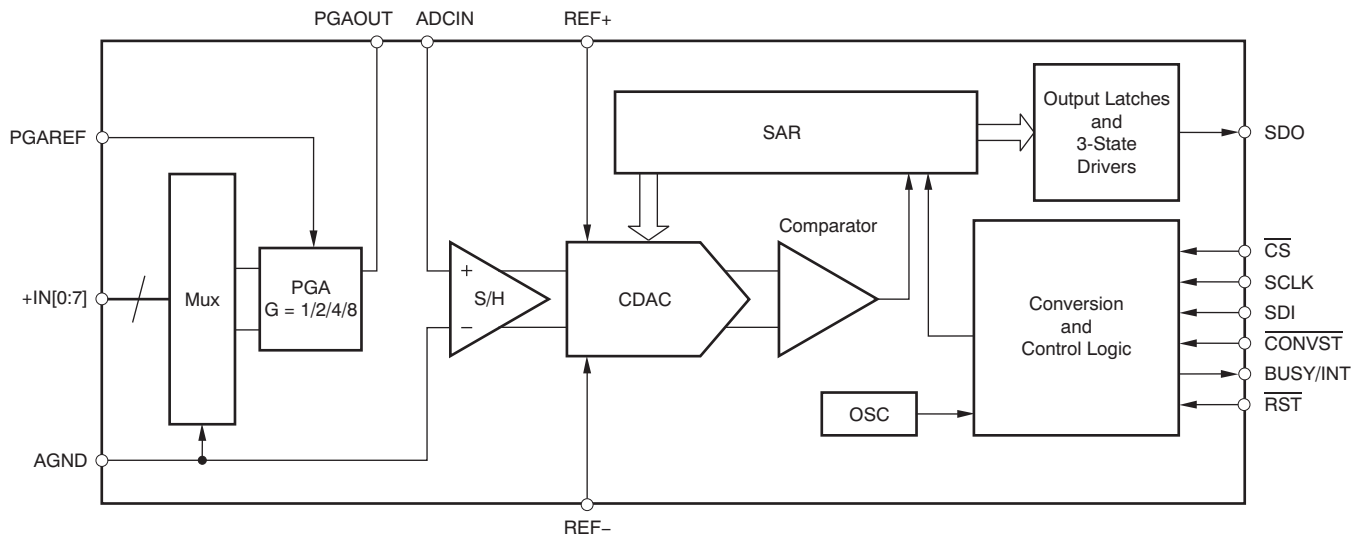 PGAOUT
ADCIN
REF+
PGAREF
SAR
Output Latches
and
3-State
Drivers
SDO
Comparator
+IN[0:7]
Mux
PGA
G = 1/2/4/8
+
S/H
−
CDAC
Conversion
and
Control Logic
CS
SCLK
SDI
CONVST
BUSY/INT
RST
OSC
AGND
REF−